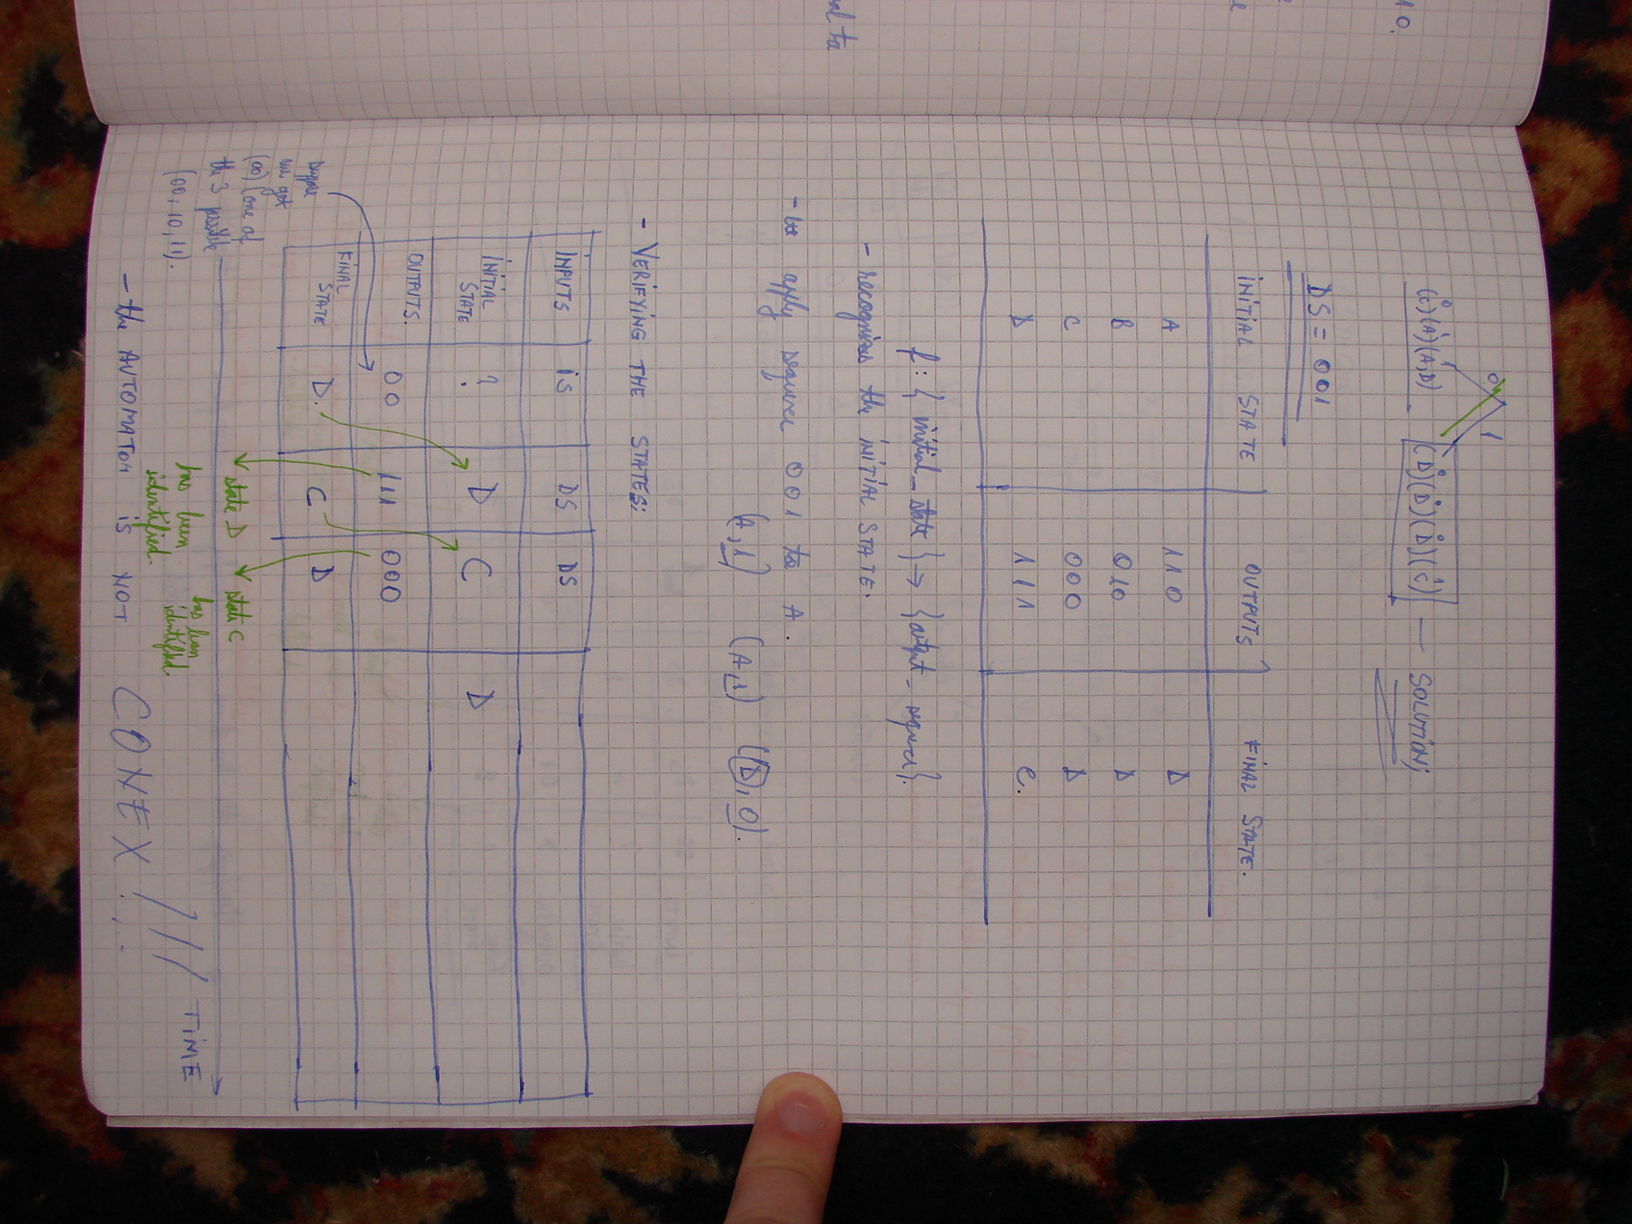 0 1
(C)(A)(A,D) (D)(D)(D)(C) — SOLUTION;
DS = 001
INITIAL STATE OUTPUTS FINAL STATE.
A 110 D
B 010 D
C 000 D
D 111 C.
f: { initial_state } → { output_sequence }.
- recognizes the INITIAL STATE.
- we apply sequence 001 to A.
(A,1) (A,1) (D,0).
- VERIFYING THE STATES:
INPUTS iS DS DS
INITIAL STATE ? D C D
OUTPUTS. 00 111 000
FINAL STATE D. C D
suppose
we got
(00) (one of
the 3 possible
(00, 10, 11).
state D
has been
identified.
state C
has been
identified.
TIME
- the AUTOMATON IS NOT CONEX